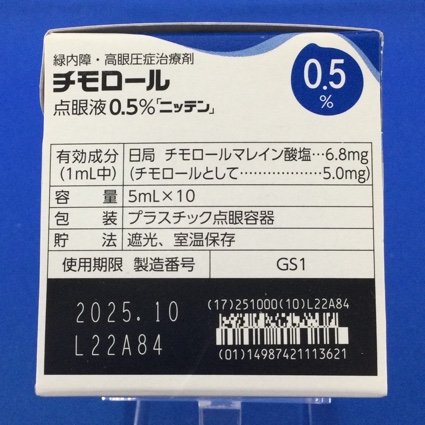 緑内障・高眼圧症治療剤
チモロール
点眼液0.5%「ニッテン」
0.5
%
有効成分 日局 チモロールマレイン酸塩…6.8mg
(1mL中) (チモロールとして………………5.0mg)
容 量 5mL×10
包 装 プラスチック点眼容器
貯 法 遮光、室温保存
使用期限 製造番号 GS1
2025.10
L22A84
(17)251000(10)L22A84
(01)14987421113621